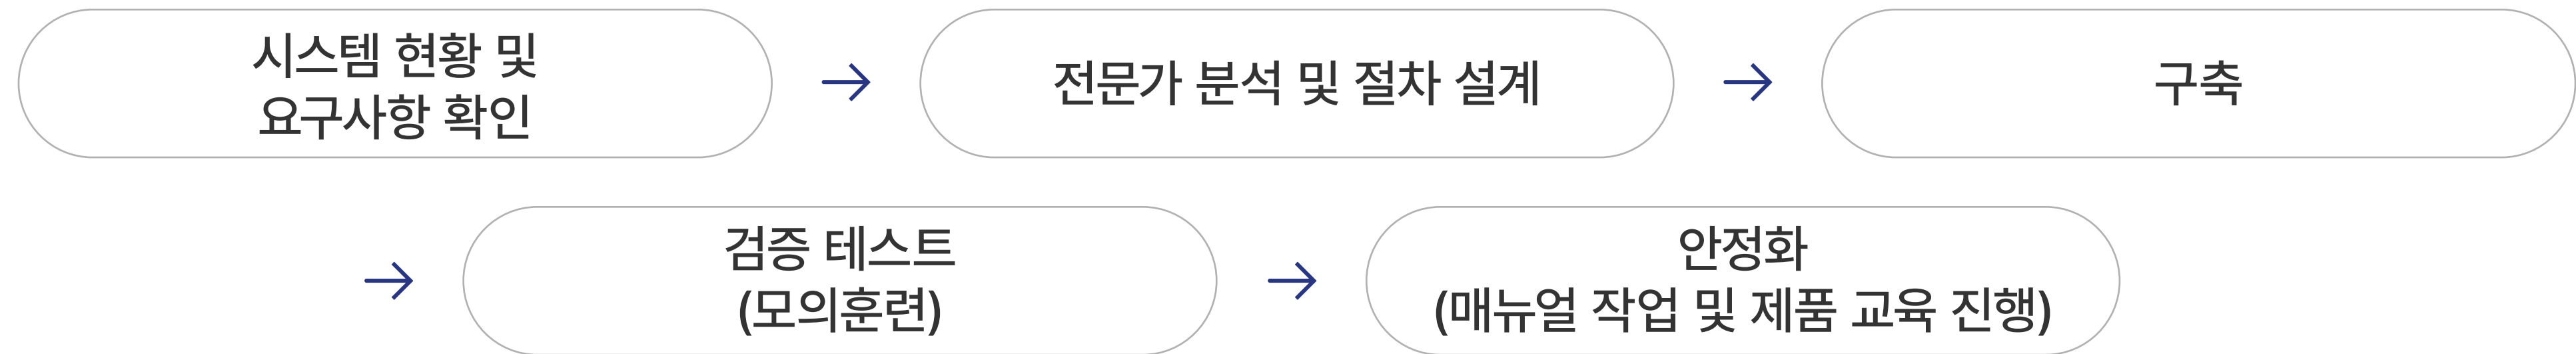 시스템 현황 및
요구사항 확인
전문가 분석 및 절차 설계
구축
검증 테스트
(모의훈련)
안정화
(매뉴얼 작업 및 제품 교육 진행)